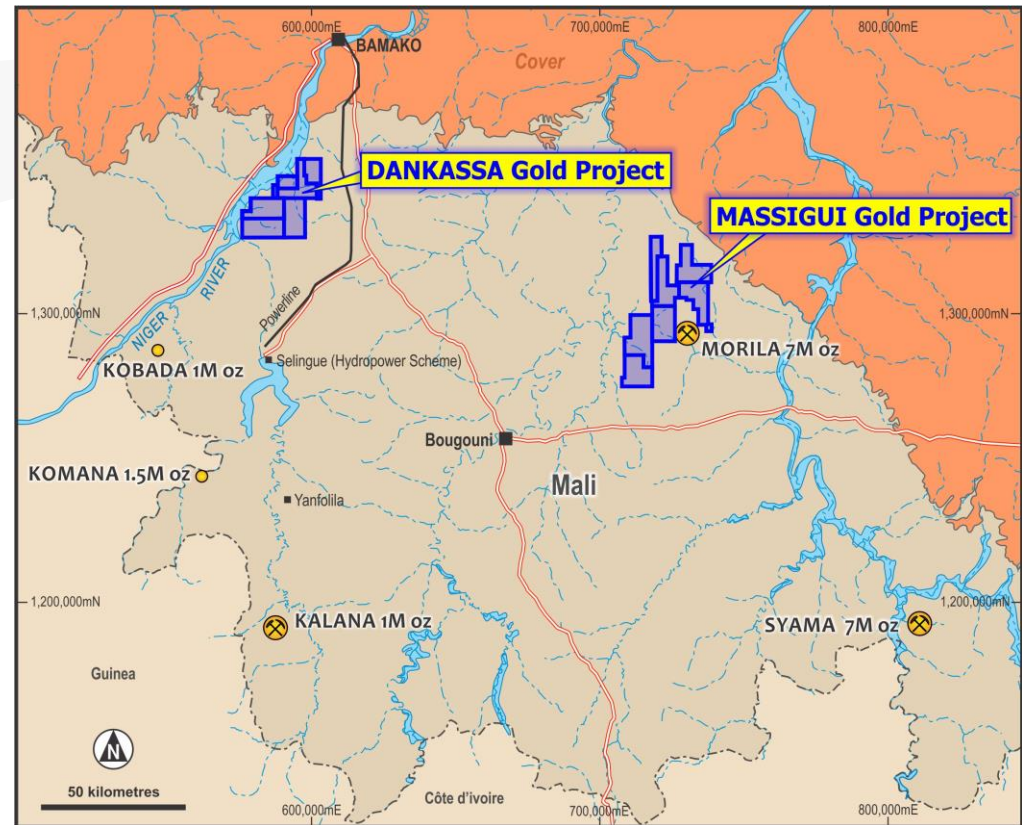 600,000mE
700,000mE
800,000mE
BAMAKO
Cover
DANKASSA Gold Project
MASSIGUI Gold Project
NIGER RIVER
Powerline
1,300,000mN
1,300,000mN
KOBADA 1M oz
Selingue (Hydropower Scheme)
MORILA 7M oz
Bougouni
KOMANA 1.5M oz
Mali
Yanfolila
1,200,000mN
1,200,000mN
KALANA 1M oz
SYAMA 7M oz
Guinea
N
50 kilometres
Côte d'ivoire
600,000mE
700,000mE
800,000mE